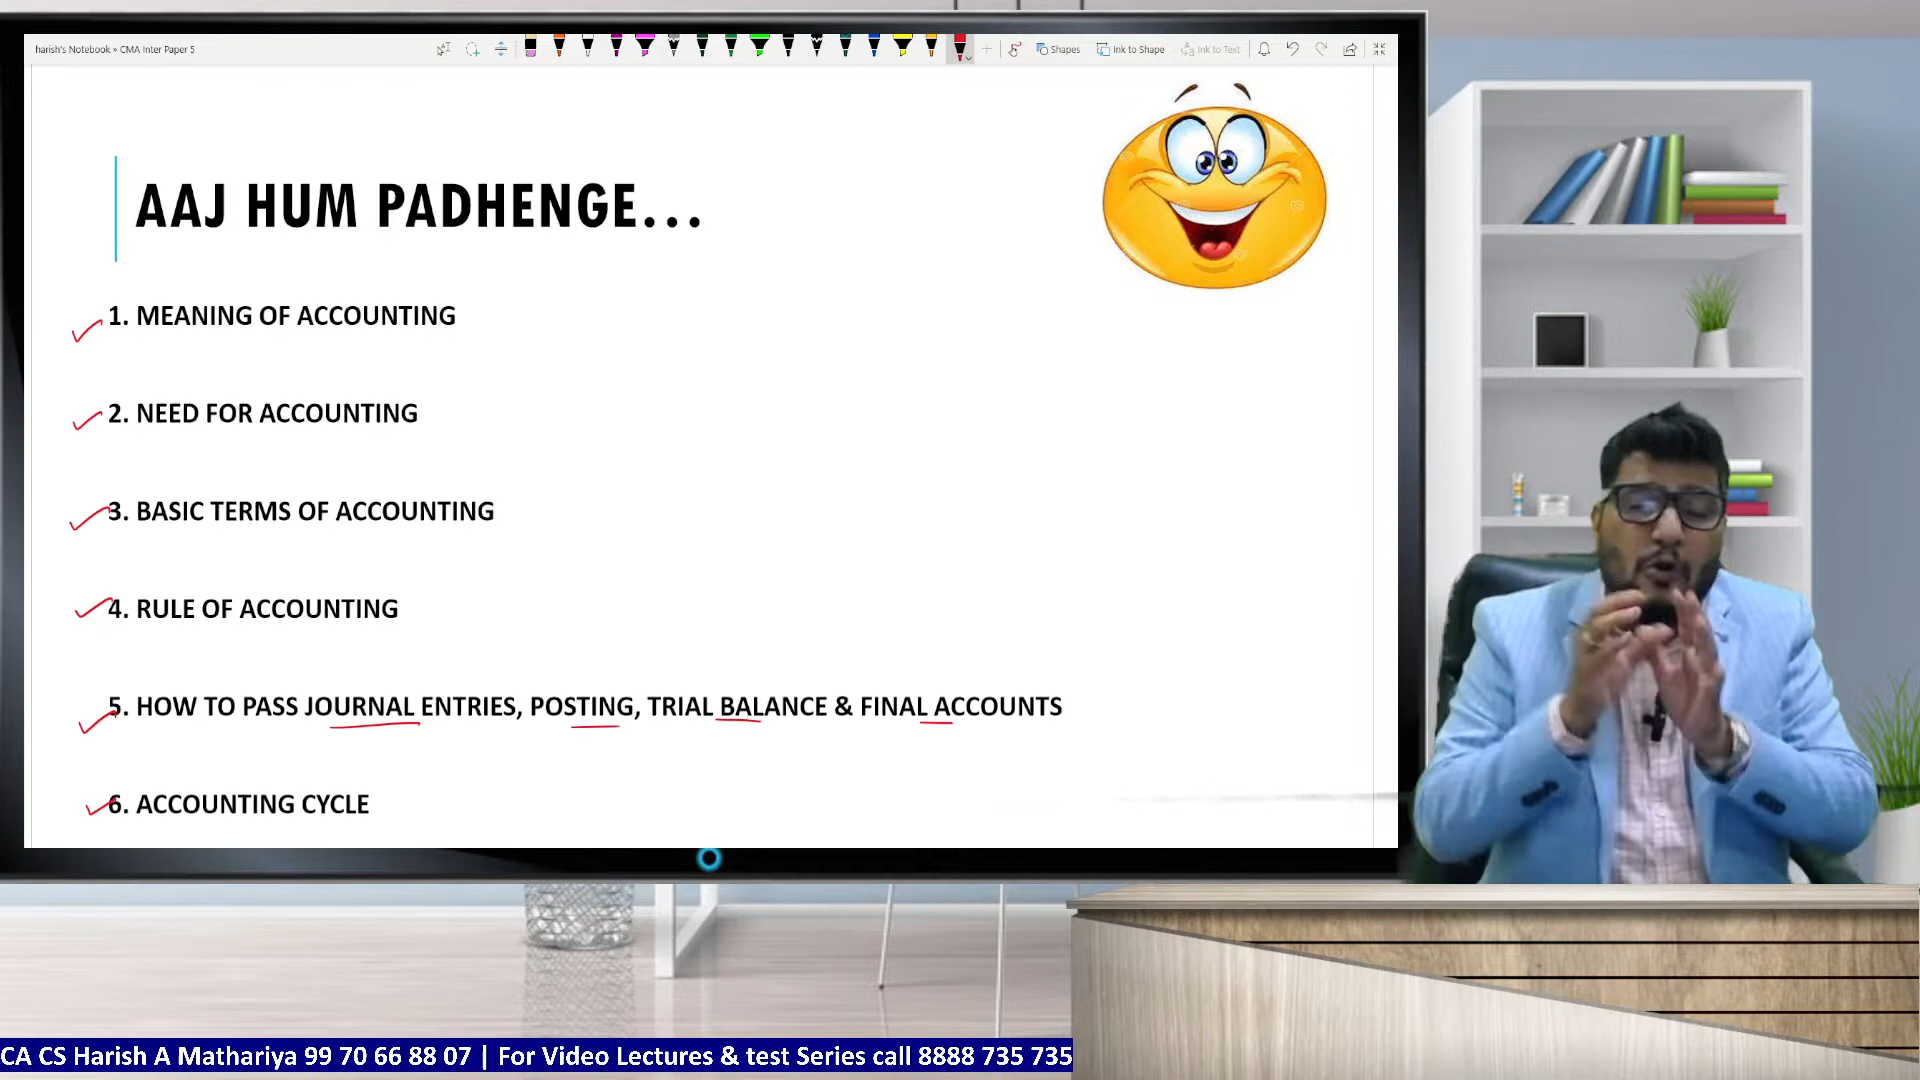 harish's Notebook » CMA Inter Paper 5
Shapes
Ink to Shape
Ink to Text
AAJ HUM PADHENGE...
1. MEANING OF ACCOUNTING
2. NEED FOR ACCOUNTING
3. BASIC TERMS OF ACCOUNTING
4. RULE OF ACCOUNTING
5. HOW TO PASS JOURNAL ENTRIES, POSTING, TRIAL BALANCE & FINAL ACCOUNTS
6. ACCOUNTING CYCLE
CA CS Harish A Mathariya 99 70 66 88 07 | For Video Lectures & test Series call 8888 735 735